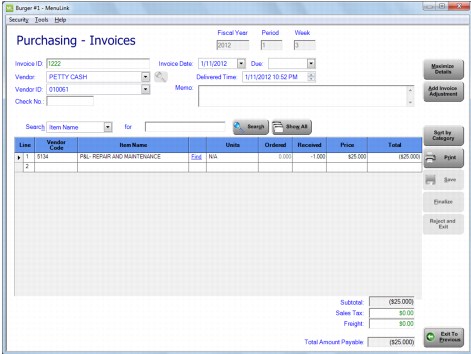 Burger #1 - MenuLink
Security Tools Help
Purchasing - Invoices
Fiscal Year Period Week
2012 1 3
Invoice ID: 1222 Invoice Date: 1/11/2012 Due:
Vendor PETTY CASH Delivered Time: 1/11/2012 10:52 PM
Vendor ID: 010061 Memo:
Check No.:
Maximize Details
Add Invoice Adjustment
Search Item Name for Search Show All
Sort by Category
Line Vendor Code Item Name Units Ordered Received Price Total
1 5134 P&L- REPAIR AND MAINTENANCE Find N/A 0.000 -1.000 $25.000 ($25.000)
2
Print
Save
Finalize
Reject and Exit
Subtotal: ($25.000)
Sales Tax: $0.00
Freight: $0.00
Total Amount Payable ($25.000)
Exit To Previous